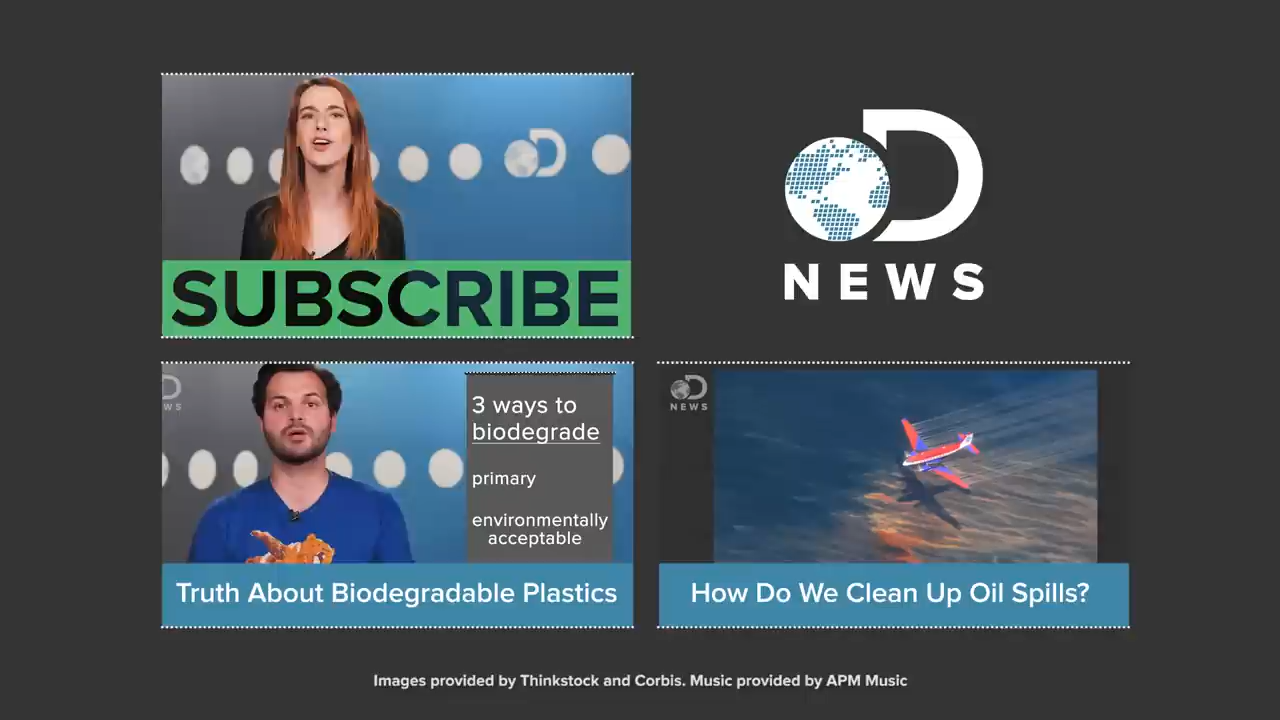 SUBSCRIBE
NEWS
WS
3 ways to
biodegrade
primary
environmentally
acceptable
Truth About Biodegradable Plastics
NEWS
How Do We Clean Up Oil Spills?
Images provided by Thinkstock and Corbis. Music provided by APM Music